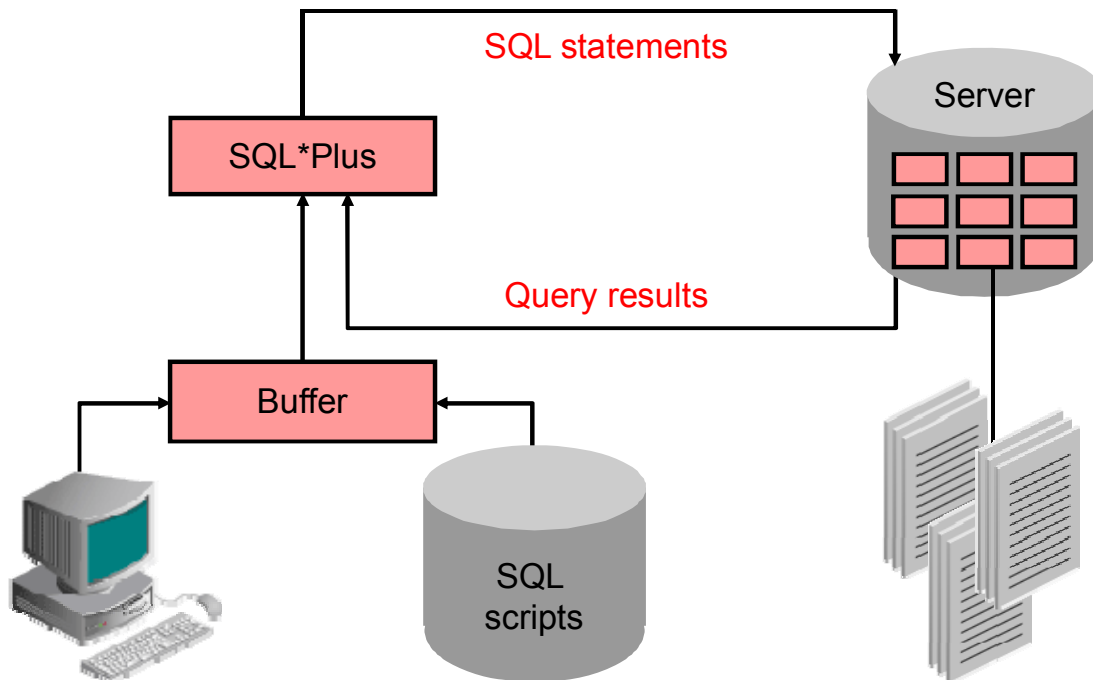 SQL statements
Server
SQL*Plus
Query results
Buffer
SQL
scripts